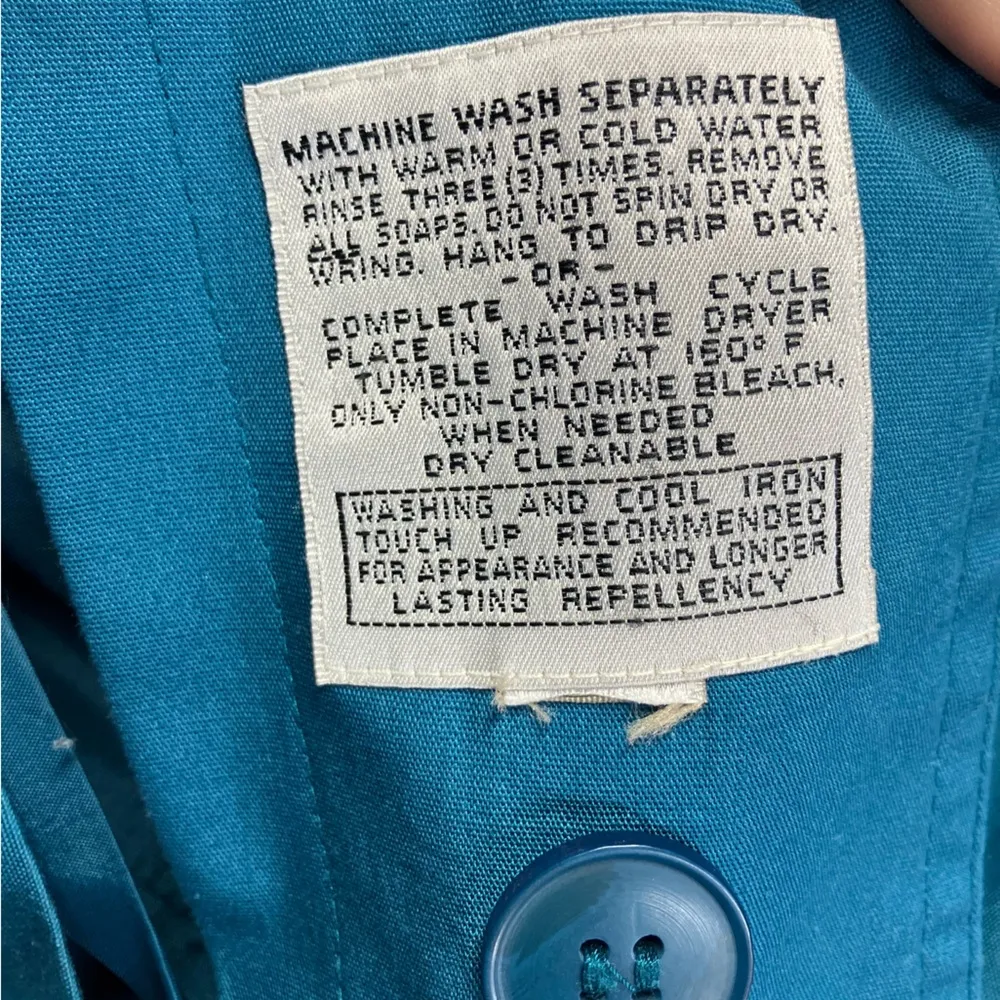 MACHINE WASH SEPARATELY
WITH WARM OR COLD WATER
RINSE THREE (3) TIMES. REMOVE
ALL SOAPS. DO NOT SPIN DRY OR
WRING. HANG TO DRIP DRY.
- OR -
COMPLETE WASH CYCLE
PLACE IN MACHINE DRYER
TUMBLE DRY AT 160° F
ONLY NON-CHLORINE BLEACH,
WHEN NEEDED
DRY CLEANABLE
WASHING AND COOL IRON
TOUCH UP RECOMMENDED
FOR APPEARANCE AND LONGER
LASTING REPELLENCY